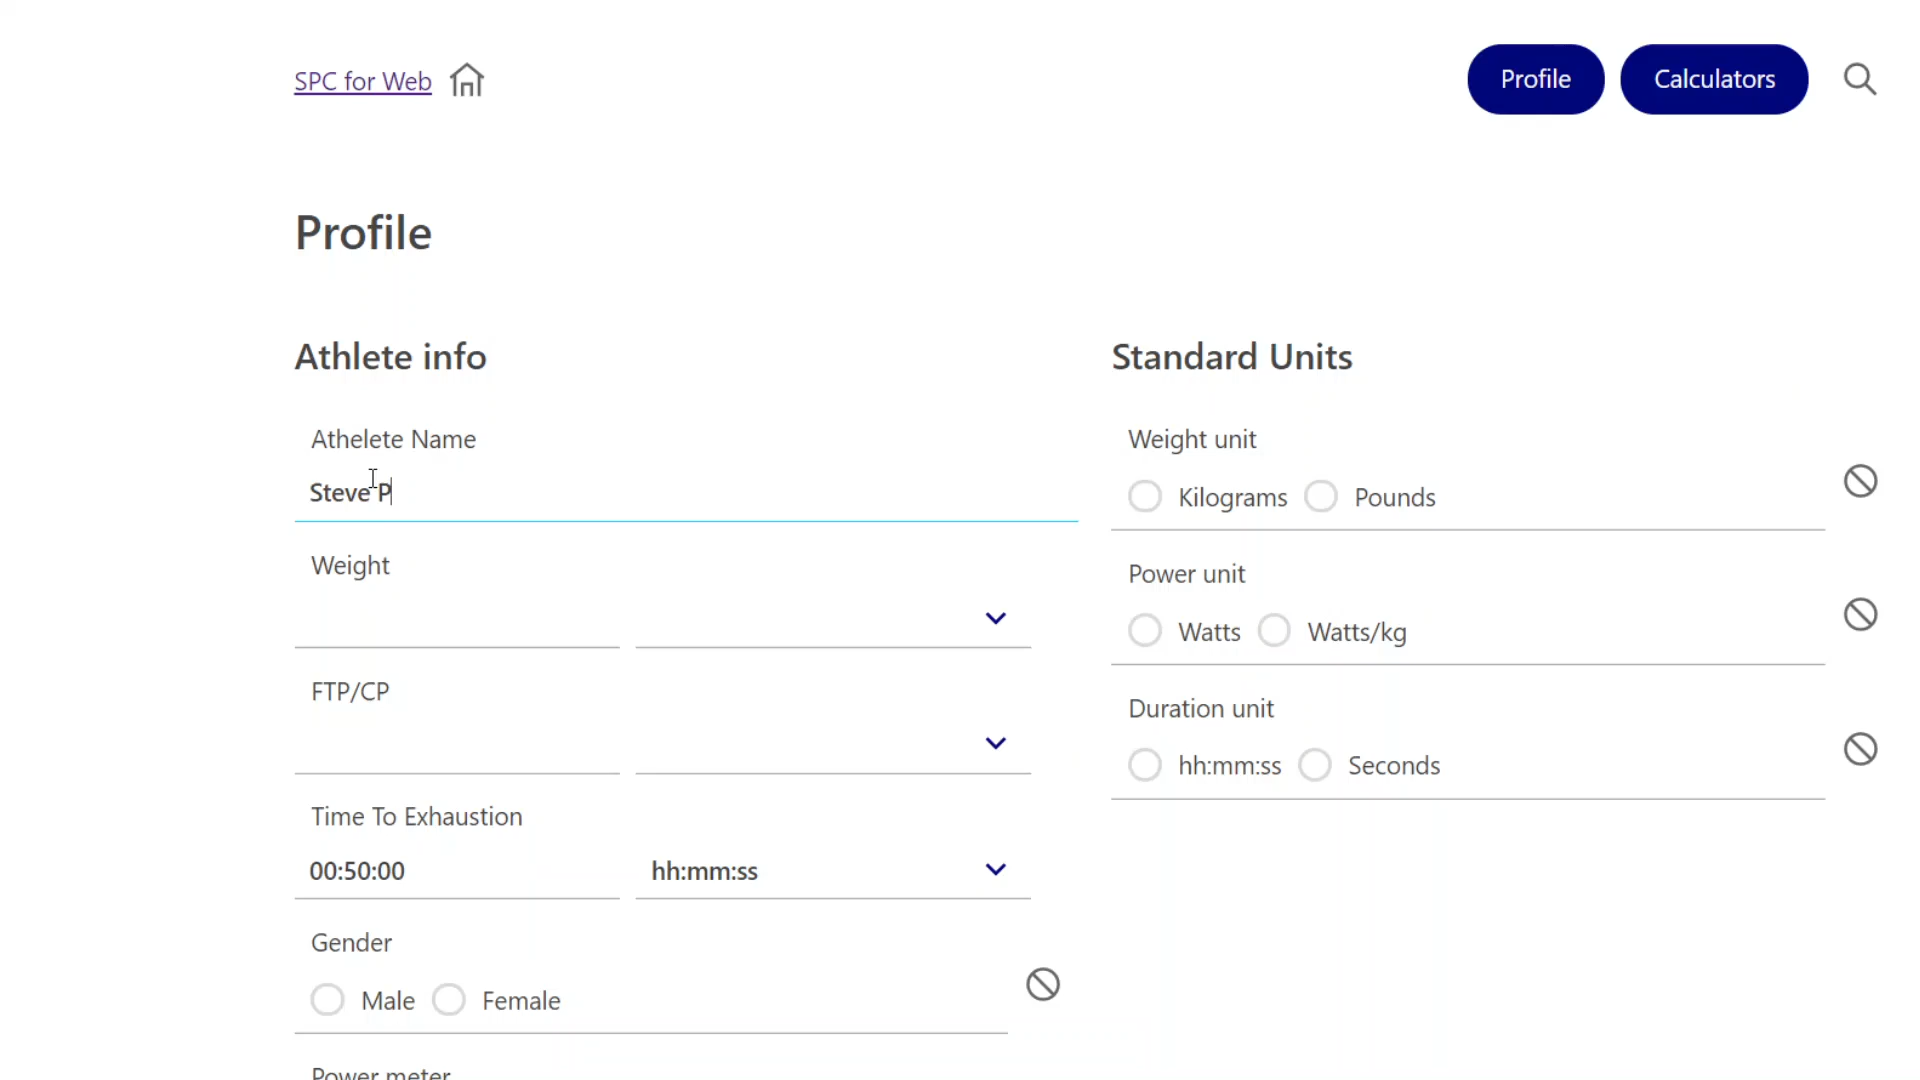 SPC for Web
Profile Calculators
Profile
Athlete info
Athelete Name
Steve P
Weight
FTP/CP
Time To Exhaustion
00:50:00 hh:mm:ss
Gender
Male Female
Power meter
Standard Units
Weight unit
Kilograms Pounds
Power unit
Watts Watts/kg
Duration unit
hh:mm:ss Seconds